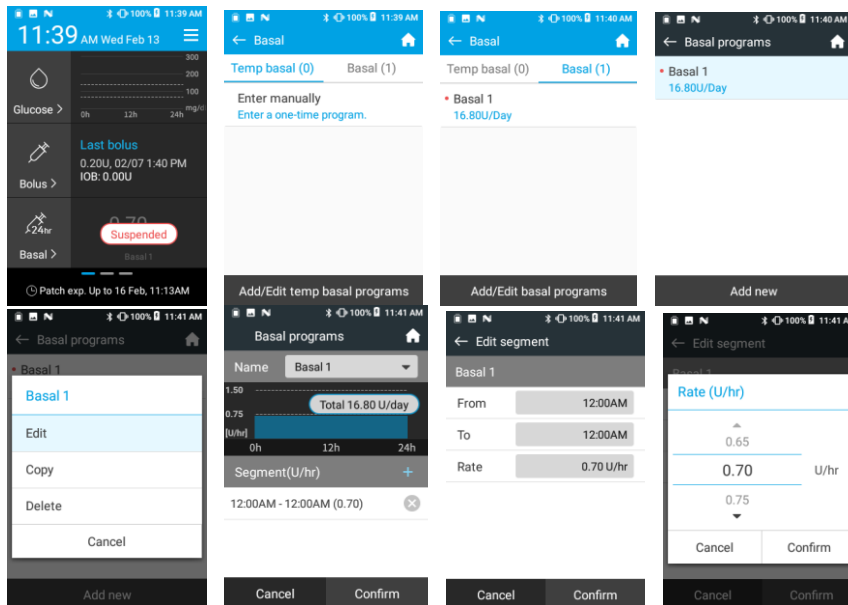 100% 11:39 AM
11:39 AM Wed Feb 13
300
200
100
mg/d
0h 12h 24h
Glucose >
Last bolus
0.20U, 02/07 1:40 PM
IOB: 0.00U
Bolus >
24hr
0.70
Suspended
Basal 1
Basal >
Patch exp. Up to 16 Feb, 11:13AM
100% 11:39 AM
← Basal
Temp basal (0) Basal (1)
Enter manually
Enter a one-time program.
Add/Edit temp basal programs
100% 11:40 AM
← Basal
Temp basal (0) Basal (1)
Basal 1
16.80U/Day
Add/Edit basal programs
100% 11:40 AM
← Basal programs
Basal 1
16.80U/Day
Add new
100% 11:41 AM
← Basal programs
Basal 1
Basal 1
Edit
Copy
Delete
Cancel
Add new
100% 11:41 AM
Basal programs
Name Basal 1
1.50
Total 16.80 U/day
0.75
[U/hr]
0h 12h 24h
Segment(U/hr) +
12:00AM - 12:00AM (0.70)
Cancel Confirm
100% 11:41 AM
← Edit segment
Basal 1
From 12:00AM
To 12:00AM
Rate 0.70 U/hr
Cancel Confirm
100% 11:41 A
← Edit segment
Basal 1
Rate (U/hr)
0.65
0.70 U/hr
0.75
Cancel Confirm
Cancel Confirm